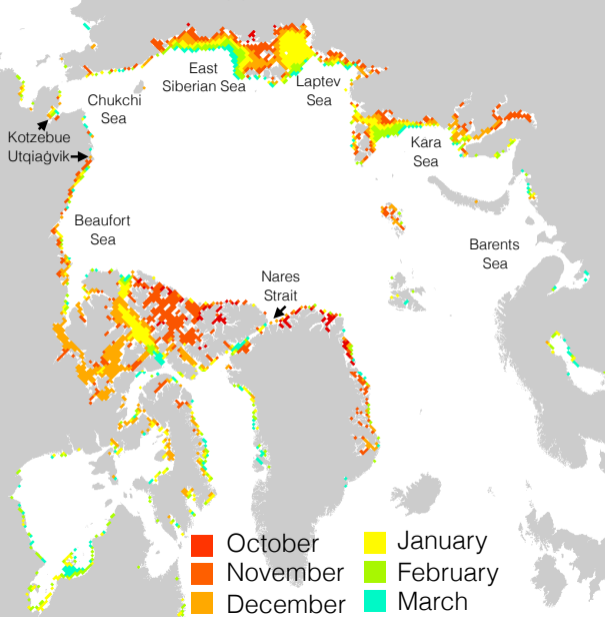 East
Siberian Sea
Laptev
Sea
Chukchi
Sea
Kotzebue
Utqiaġvik
Kara
Sea
Beaufort
Sea
Barents
Sea
Nares
Strait
October
November
December
January
February
March